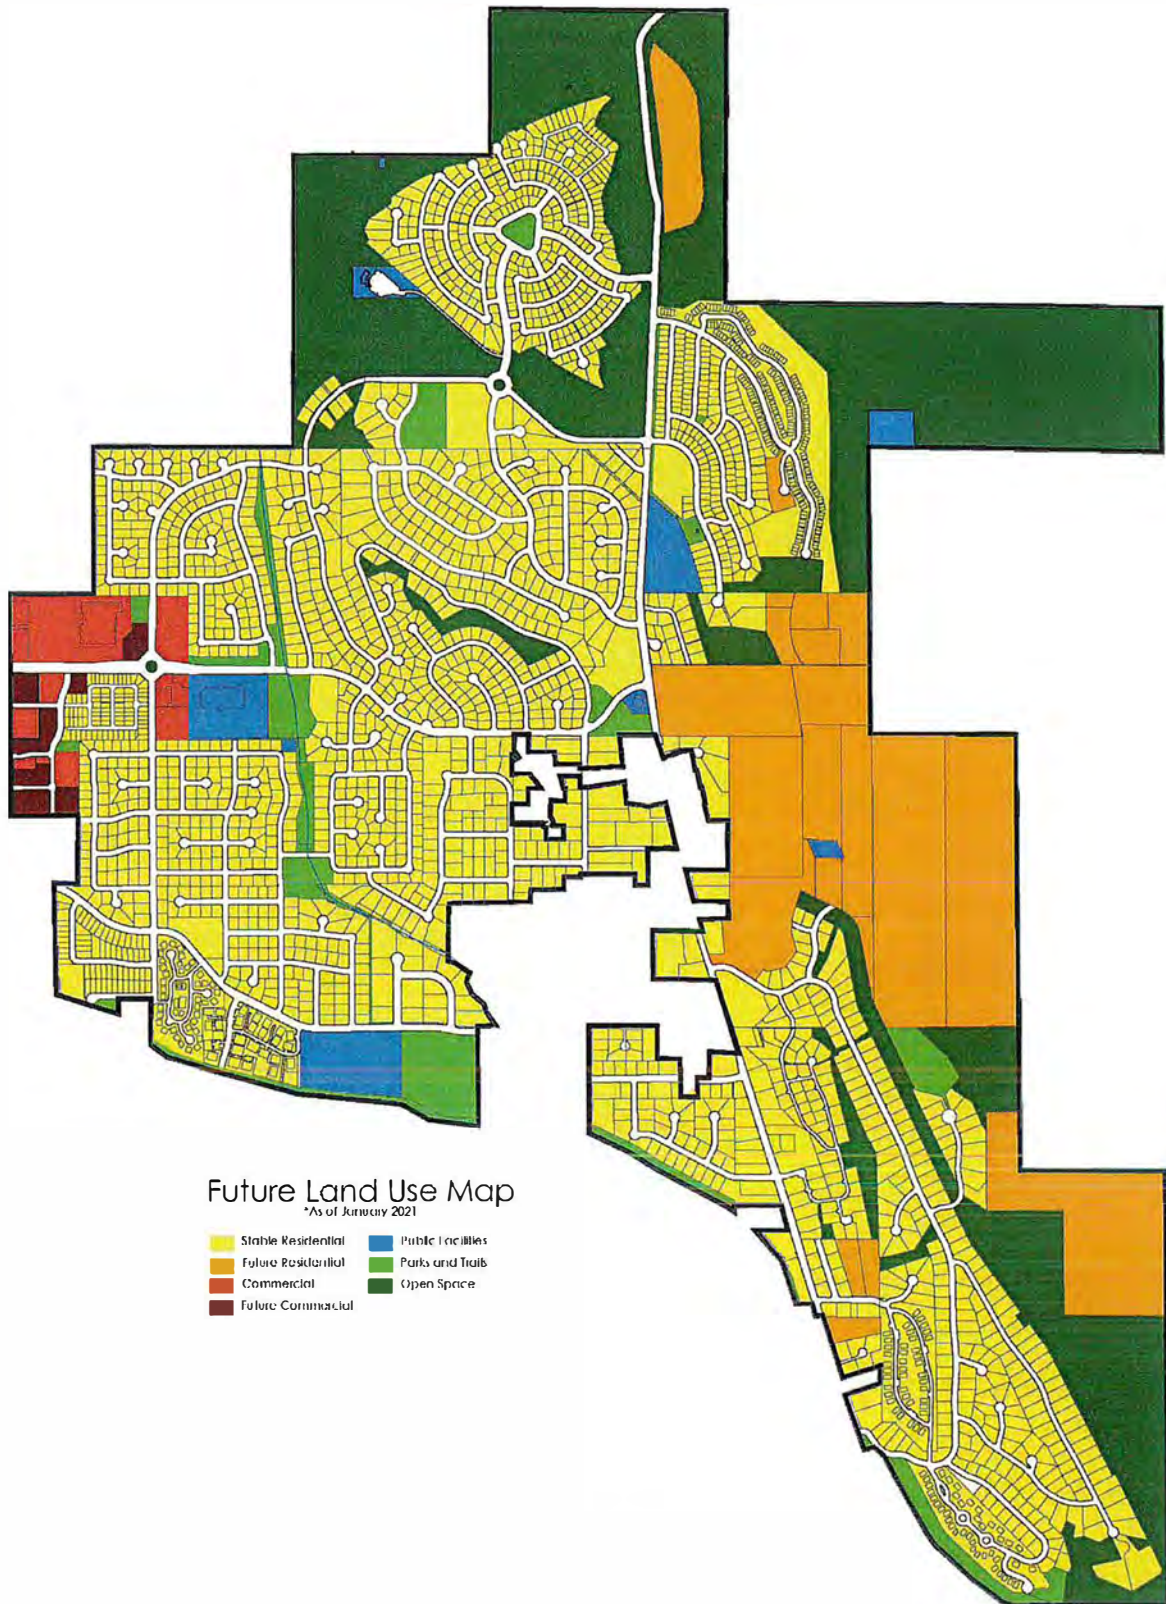 Future Land Use Map
*As of January 2021
Stable Residential
Future Residential
Commercial
Future Commercial
Public Facilities
Parks and Trails
Open Space